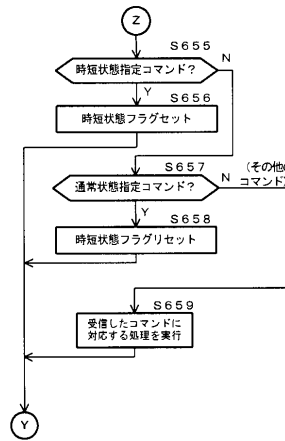 Z
S655
時短状態指定コマンド?
N
Y
S656
時短状態フラグセット
S657
通常状態指定コマンド?
N
(その他の
コマンド
Y
S658
時短状態フラグリセット
S659
受信したコマンドに
対応する処理を実行
Y